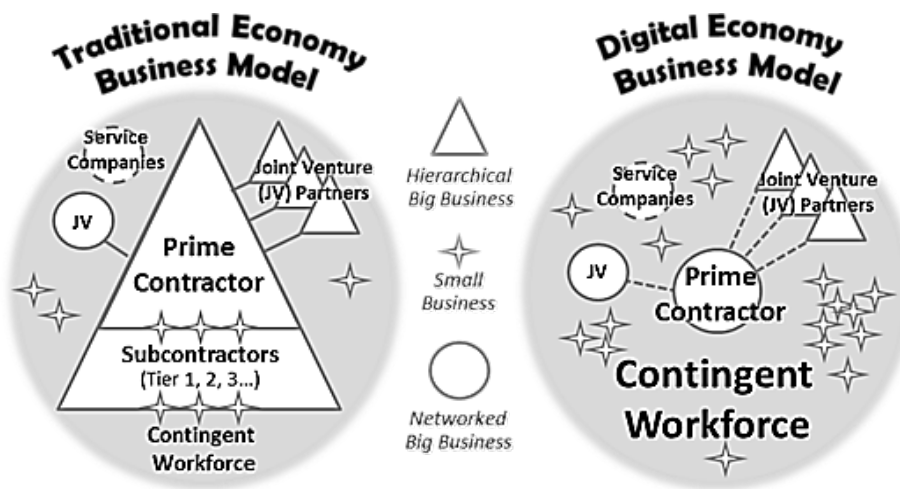 Traditional Economy
Business Model
Service
Companies
Joint Venture
(JV) Partners
JV
Prime
Contractor
Subcontractors
(Tier 1, 2, 3...)
Contingent
Workforce
Hierarchical
Big Business
Small
Business
Networked
Big Business
Digital Economy
Business Model
Service
Companies
Joint Venture
(JV) Partners
JV
Prime
Contractor
Contingent
Workforce